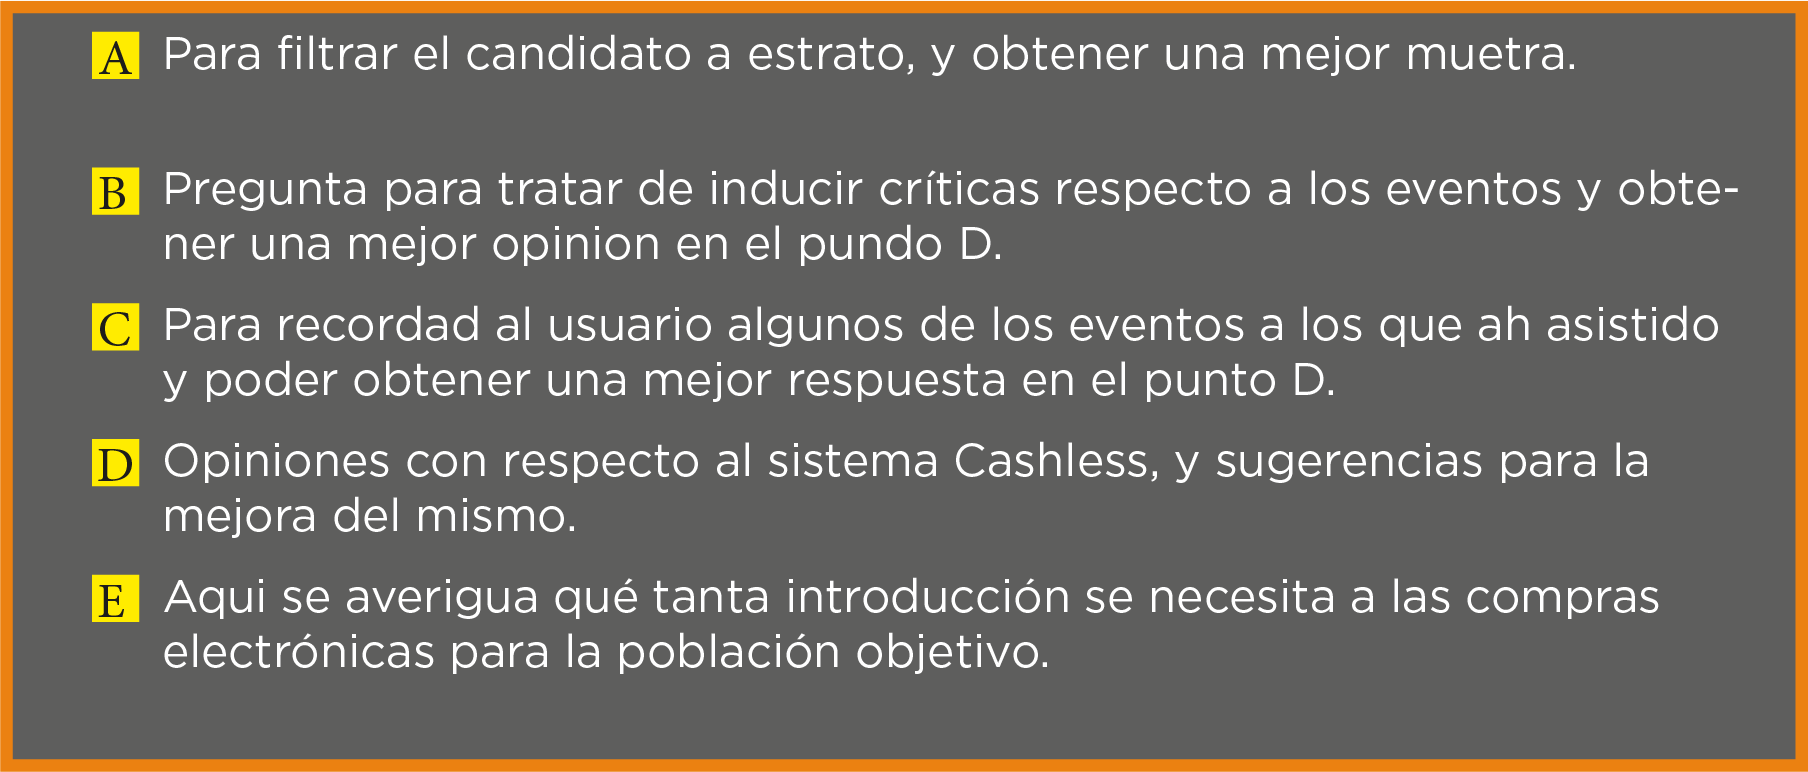 A Para filtrar el candidato a estrato, y obtener una mejor muetra.
B Pregunta para tratar de inducir críticas respecto a los eventos y obte-
ner una mejor opinion en el pundo D.
C Para recordad al usuario algunos de los eventos a los que ah asistido
y poder obtener una mejor respuesta en el punto D.
D Opiniones con respecto al sistema Cashless, y sugerencias para la
mejora del mismo.
E Aqui se averigua qué tanta introducción se necesita a las compras
electrónicas para la población objetivo.